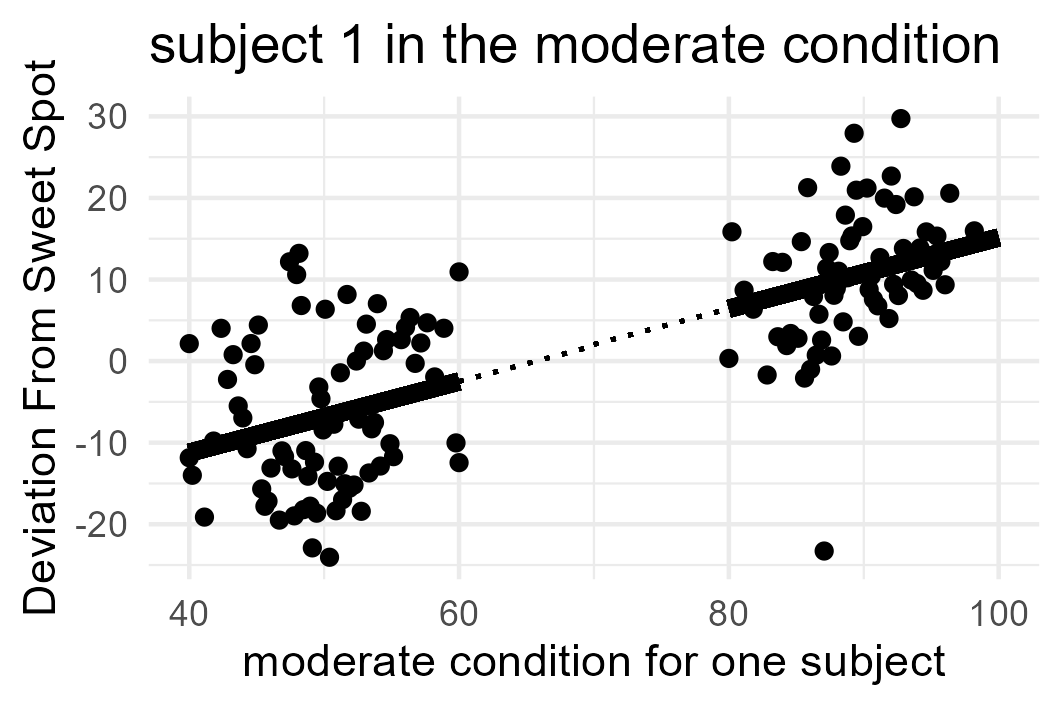 subject 1 in the moderate condition
Deviation From Sweet Spot
30
20
10
0
-10
-20
40 60 80 100
moderate condition for one subject